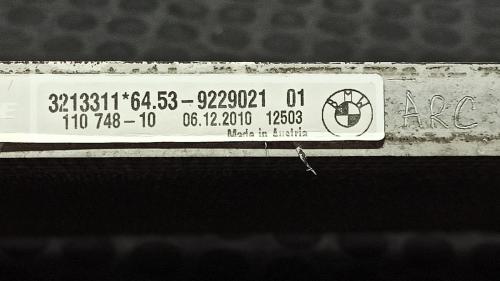 3213311*64.53-9229021 01
110 748-10 06.12.2010 12503
Made in Austria
BMW
ARC